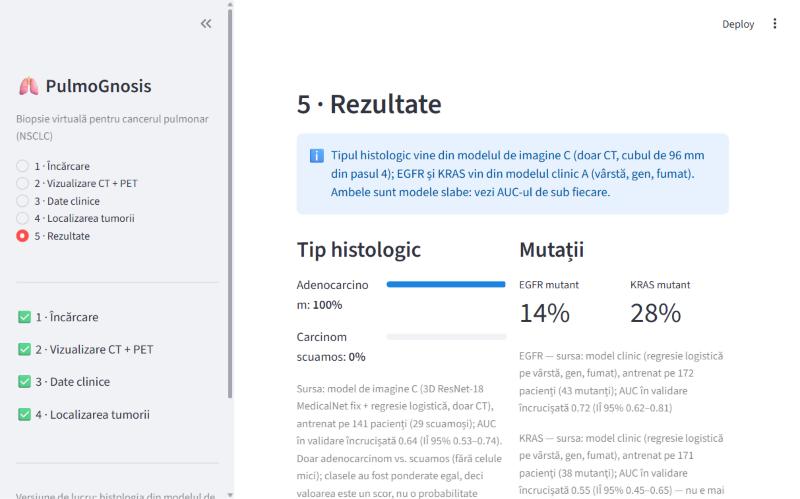 Deploy
PulmoGnosis
Biopsie virtuală pentru cancerul pulmonar
(NSCLC)
1 · Încărcare
2 · Vizualizare CT + PET
3 · Date clinice
4 · Localizarea tumorii
5 · Rezultate
1 · Încărcare
2 · Vizualizare CT + PET
3 · Date clinice
4 · Localizarea tumorii
Versiune de lucru: histologia din modelul de
5 · Rezultate
Tipul histologic vine din modelul de imagine C (doar CT, cubul de 96 mm
din pasul 4); EGFR și KRAS vin din modelul clinic A (vârstă, gen, fumat).
Ambele sunt modele slabe: vezi AUC-ul de sub fiecare.
Tip histologic
Adenocarcino
m: 100%
Carcinom
scuamos: 0%
Sursa: model de imagine C (3D ResNet-18
MedicalNet fix + regresie logistică, doar CT),
antrenat pe 141 pacienți (29 scuamoși); AUC
în validare încrucișată 0.64 (IÎ 95% 0.53–0.74).
Doar adenocarcinom vs. scuamos (fără celule
mici); clasele au fost ponderate egal, deci
valoarea este un scor, nu o probabilitate
Mutații
EGFR mutant
14%
KRAS mutant
28%
EGFR — sursa: model clinic (regresie logistică
pe vârstă, gen, fumat), antrenat pe 172
pacienți (43 mutanți); AUC în validare
încrucișată 0.72 (IÎ 95% 0.62–0.81)
KRAS — sursa: model clinic (regresie logistică
pe vârstă, gen, fumat), antrenat pe 171
pacienți (38 mutanți); AUC în validare
încrucișată 0.55 (IÎ 95% 0.45–0.65) — nu e mai